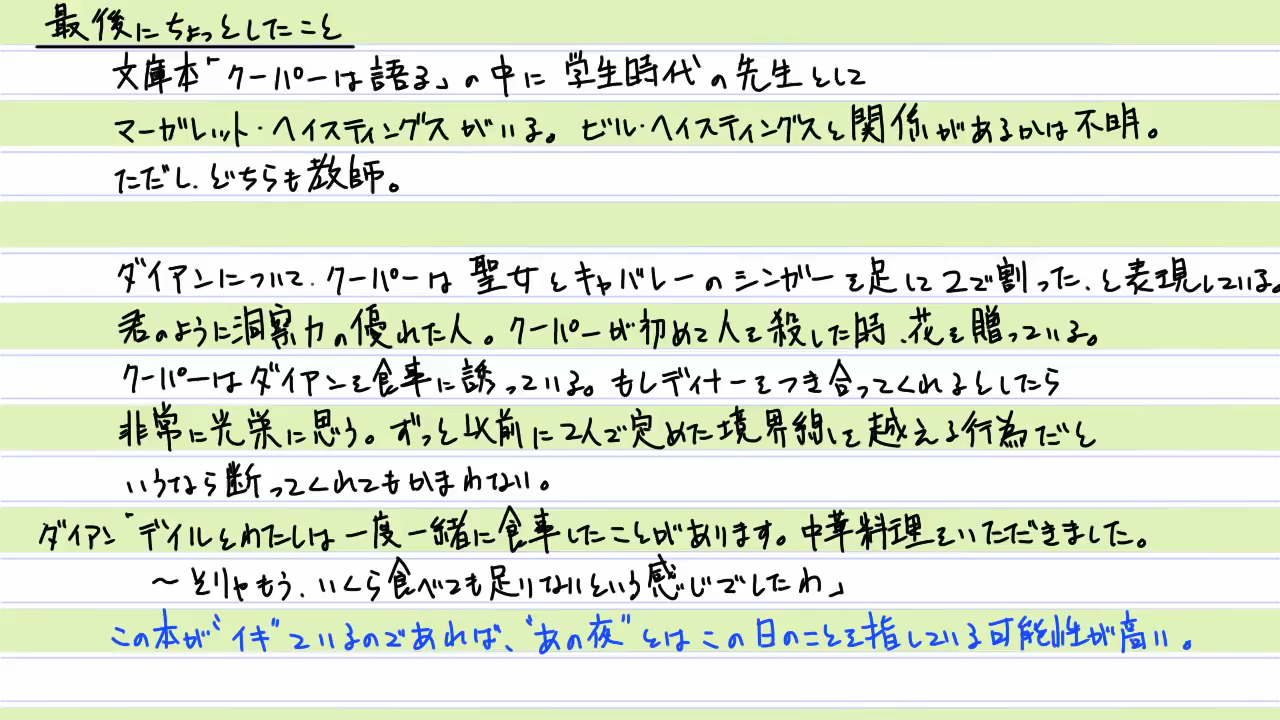 最後にちょっとしたこと
文庫本「クーパーは語る」の中に 学生時代の先生として
マーガレット・ヘイスティングスがいる。ビル・ヘイスティングスと関係があるかは不明。
ただし、どちらも教師。
ダイアンについて、クーパーは 聖女とキャバレーのシンガーを足して2で割った、と表現している。
君のように洞察力の優れた人。クーパーが初めて人を殺した時、花を贈っている。
クーパーはダイアンを食事に誘っている。もしディナーをつき合ってくれるとしたら
非常に光栄に思う。ずっと以前に2人で定めた境界線を越える行為だと
いうなら断ってくれてもかまわない。
ダイアン「デイルとわたしは一度一緒に食事したことがあります。中華料理をいただきました。
～そりゃもう、いくら食べても足りないという感じでしたわ」
この本が"イキ"ているのであれば、"あの夜"とはこの日のことを指している可能性が高い。